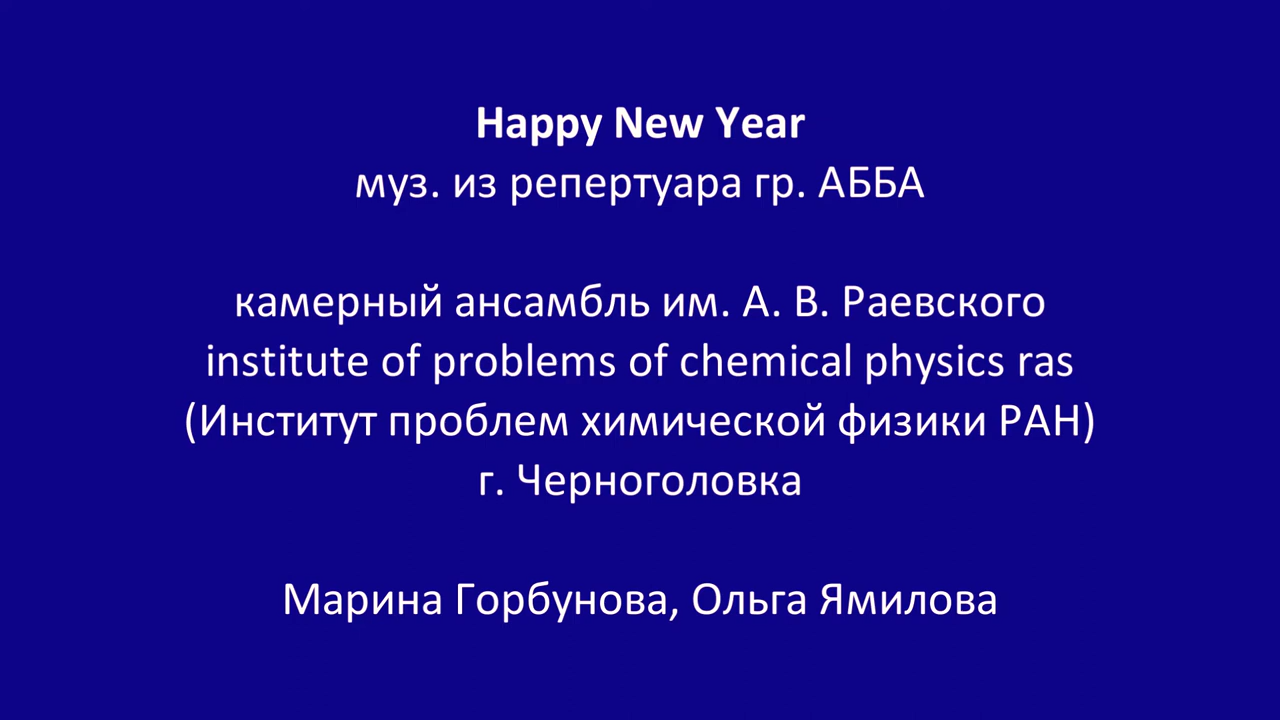 Happy New Year
муз. из репертуара гр. АББА
камерный ансамбль им. А. В. Раевского
institute of problems of chemical physics ras
(Институт проблем химической физики РАН)
г. Черноголовка
Марина Горбунова, Ольга Ямилова